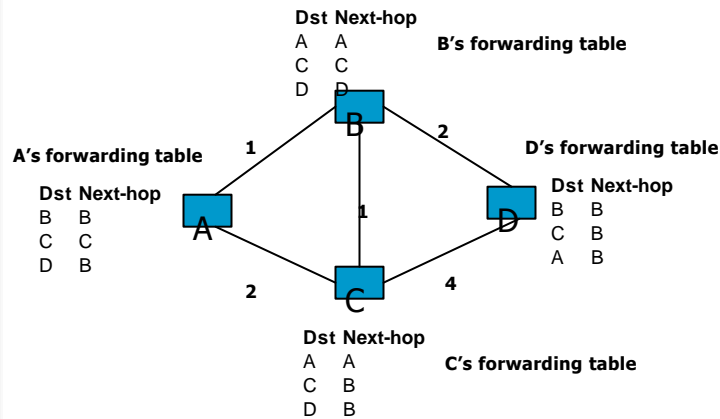 Dst Next-hop
A A
C C
D D
B's forwarding table
B
1
2
A's forwarding table
Dst Next-hop
B B
C C
D B
D's forwarding table
Dst Next-hop
B B
C B
A B
A
1
D
2
C
4
Dst Next-hop
A A
C B
D B
C's forwarding table